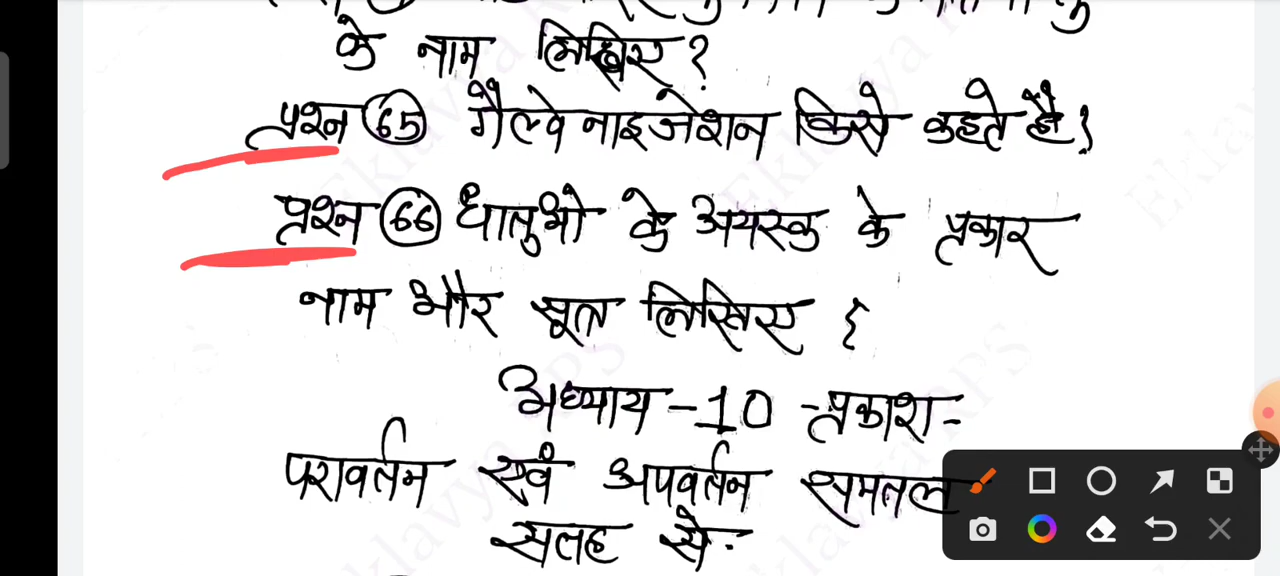 के नाम लिखिए?
प्रश्न 65 गैल्वेनाइजेशन किसे कहते है?
प्रश्न 66 धातुओ के अयस्क के प्रकार
नाम और सूत्र लिखिए ?
अध्याय-10 प्रकाश-
परावर्तन एवं अपवर्तन समतल
सतह से-